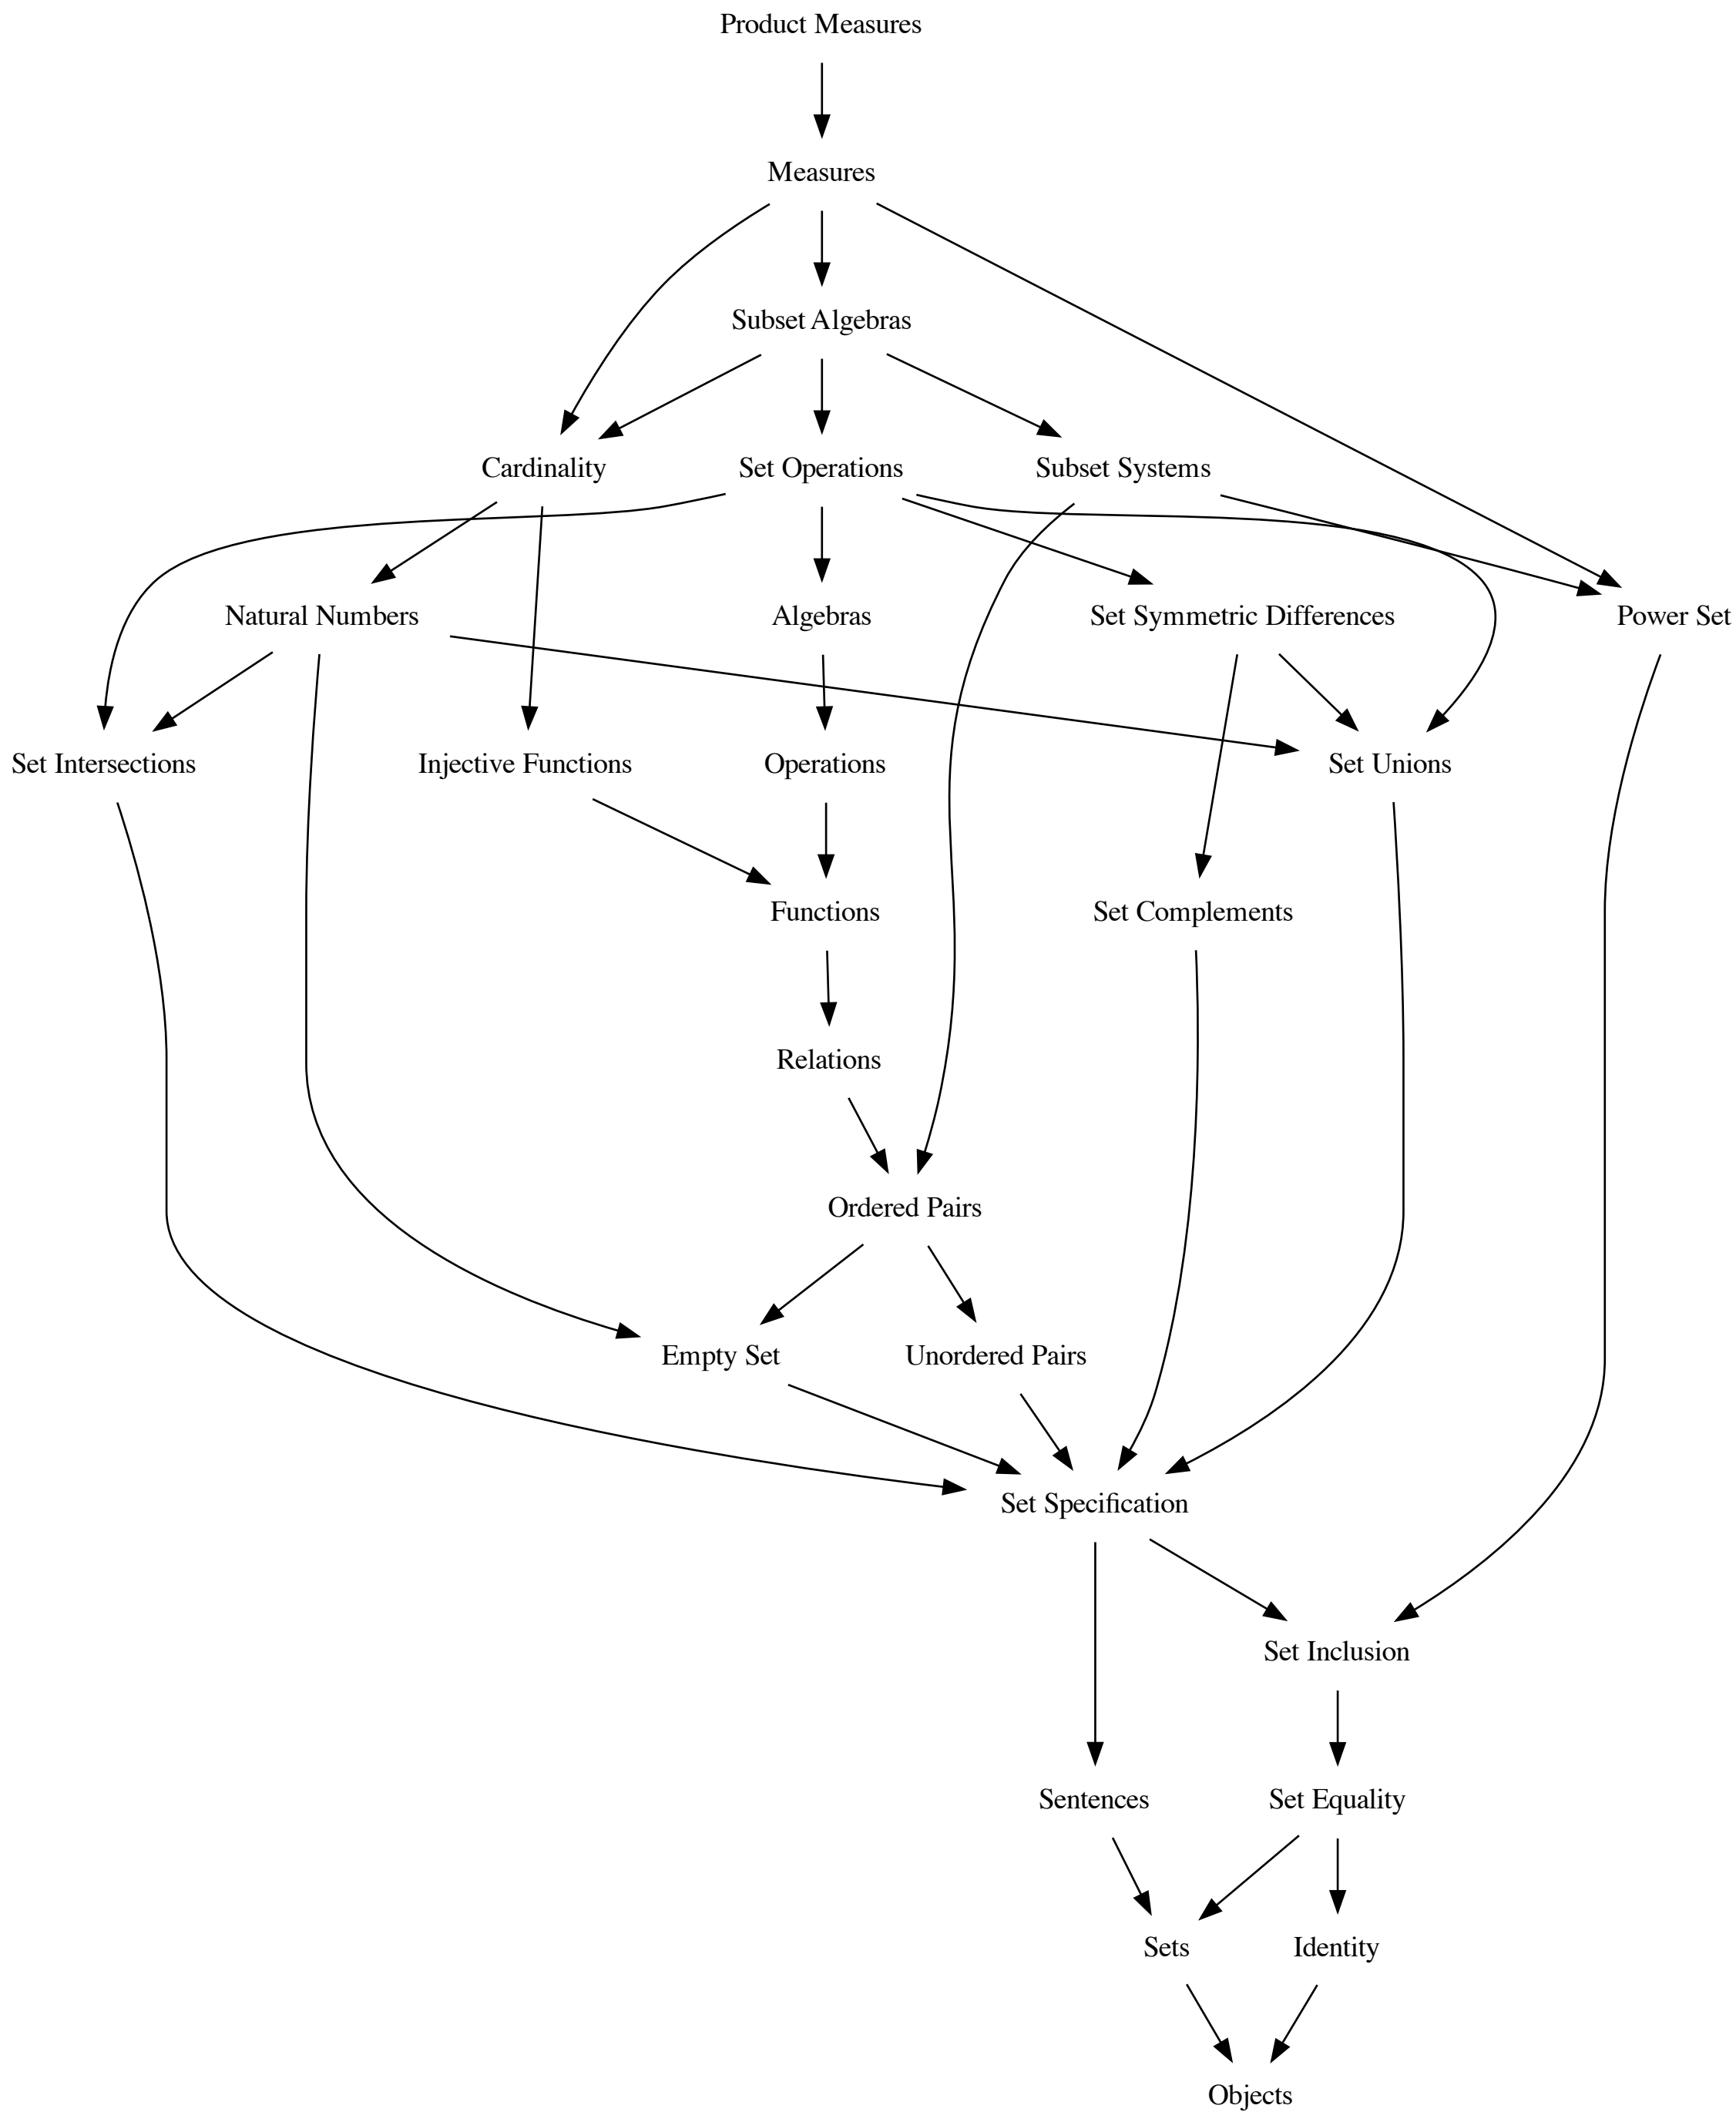 Product Measures
Measures
Subset Algebras
Cardinality
Set Operations
Subset Systems
Natural Numbers
Algebras
Set Symmetric Differences
Power Set
Set Intersections
Injective Functions
Operations
Set Unions
Functions
Set Complements
Relations
Ordered Pairs
Empty Set
Unordered Pairs
Set Specification
Set Inclusion
Sentences
Set Equality
Sets
Identity
Objects